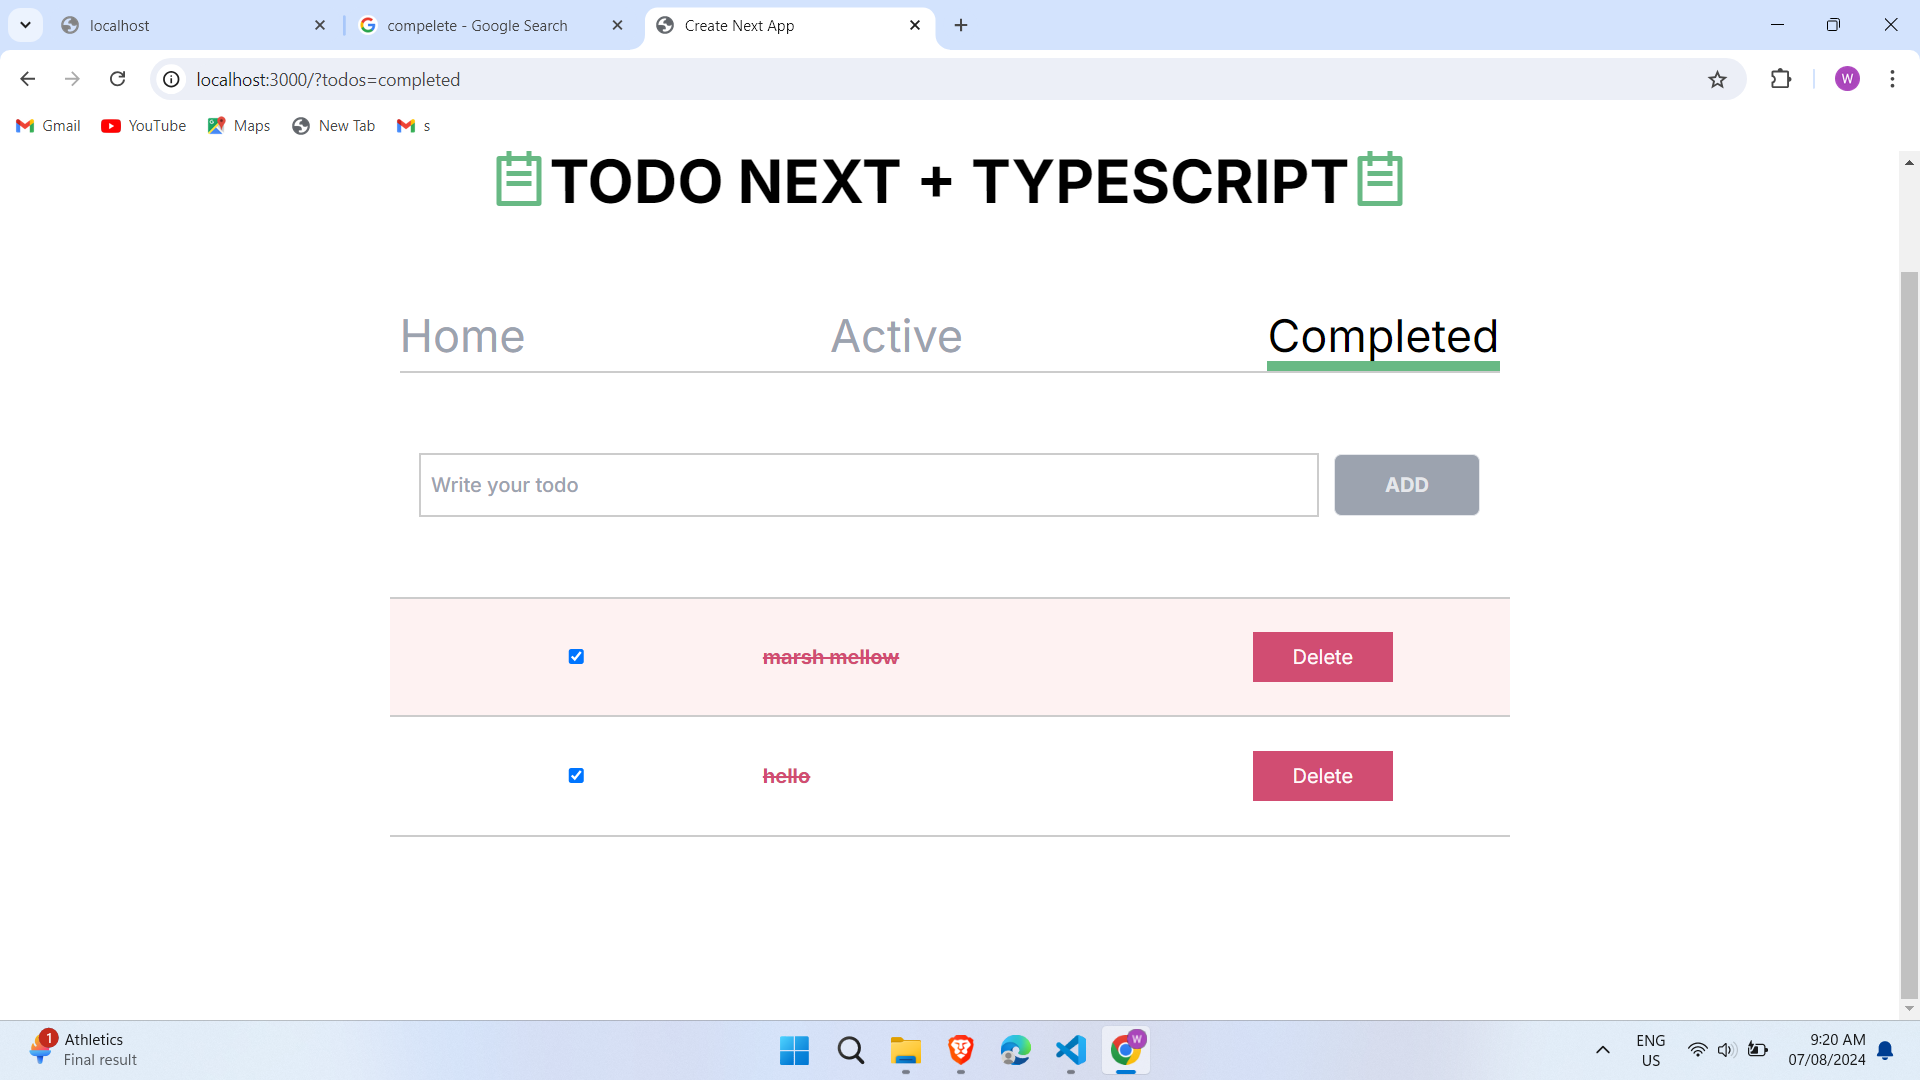 localhost
compelete - Google Search
Create Next App
localhost:3000/?todos=completed
W
Gmail
YouTube
Maps
New Tab
s
TODO NEXT + TYPESCRIPT
Home
Active
Completed
Write your todo
ADD
marsh mellow
Delete
hello
Delete
1
Athletics
Final result
W
ENG
US
9:20 AM
07/08/2024